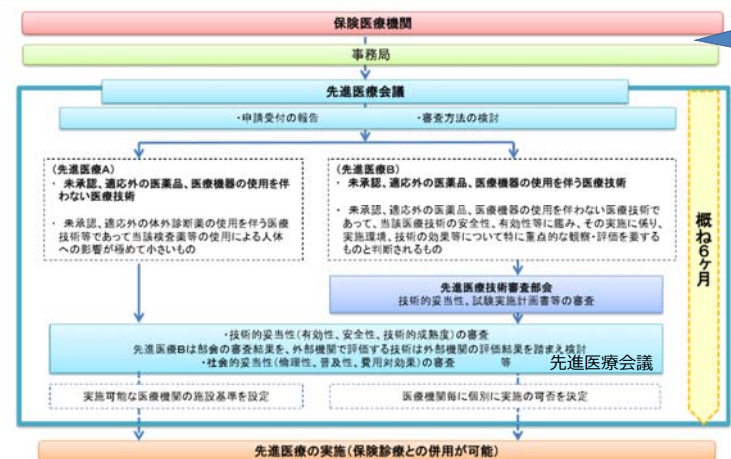 保険医療機関
事務局
先進医療会議
・申請受付の報告　・審査方法の検討
(先進医療A)
・ 未承認、適応外の医薬品、医療機器の使用を伴
わない医療技術
・ 未承認、適応外の体外診断薬の使用を伴う医療
技術等であって当該検査薬等の使用による人体
への影響が極めて小さいもの
(先進医療B)
・ 未承認、適応外の医薬品、医療機器の使用を伴う医療技術
・ 未承認、適応外の医薬品、医療機器の使用を伴わない医療技術で
あって、当該医療技術の安全性、有効性等に鑑み、その実施に係り、
実施環境、技術の効果等について特に重点的な観察・評価を要する
ものと判断されるもの
概ね6ヶ月
先進医療技術審査部会
技術的妥当性、試験実施計画書等の審査
・技術的妥当性(有効性、安全性、技術的成熟度)の審査
先進医療Bは部会の審査結果を、外部機関で評価する技術は外部機関の評価結果を踏まえ検討
・社会的妥当性(倫理性、普及性、費用対効果)の審査　等
先進医療会議
実施可能な医療機関の施設基準を設定
医療機関毎に個別に実施の可否を決定
先進医療の実施(保険診療との併用が可能)